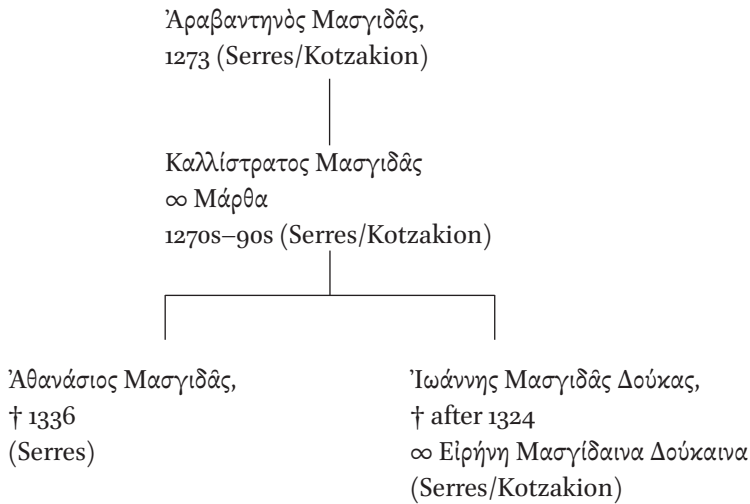 Ἀραβαντηνὸς Μασγιδᾶς,
1273 (Serres/Kotzakion)
Καλλίστρατος Μασγιδᾶς
∞ Μάρθα
1270s–90s (Serres/Kotzakion)
Ἀθανάσιος Μασγιδᾶς,
† 1336
(Serres)
Ἰωάννης Μασγιδᾶς Δούκας,
† after 1324
∞ Εἰρήνη Μασγίδαινα Δούκαινα
(Serres/Kotzakion)